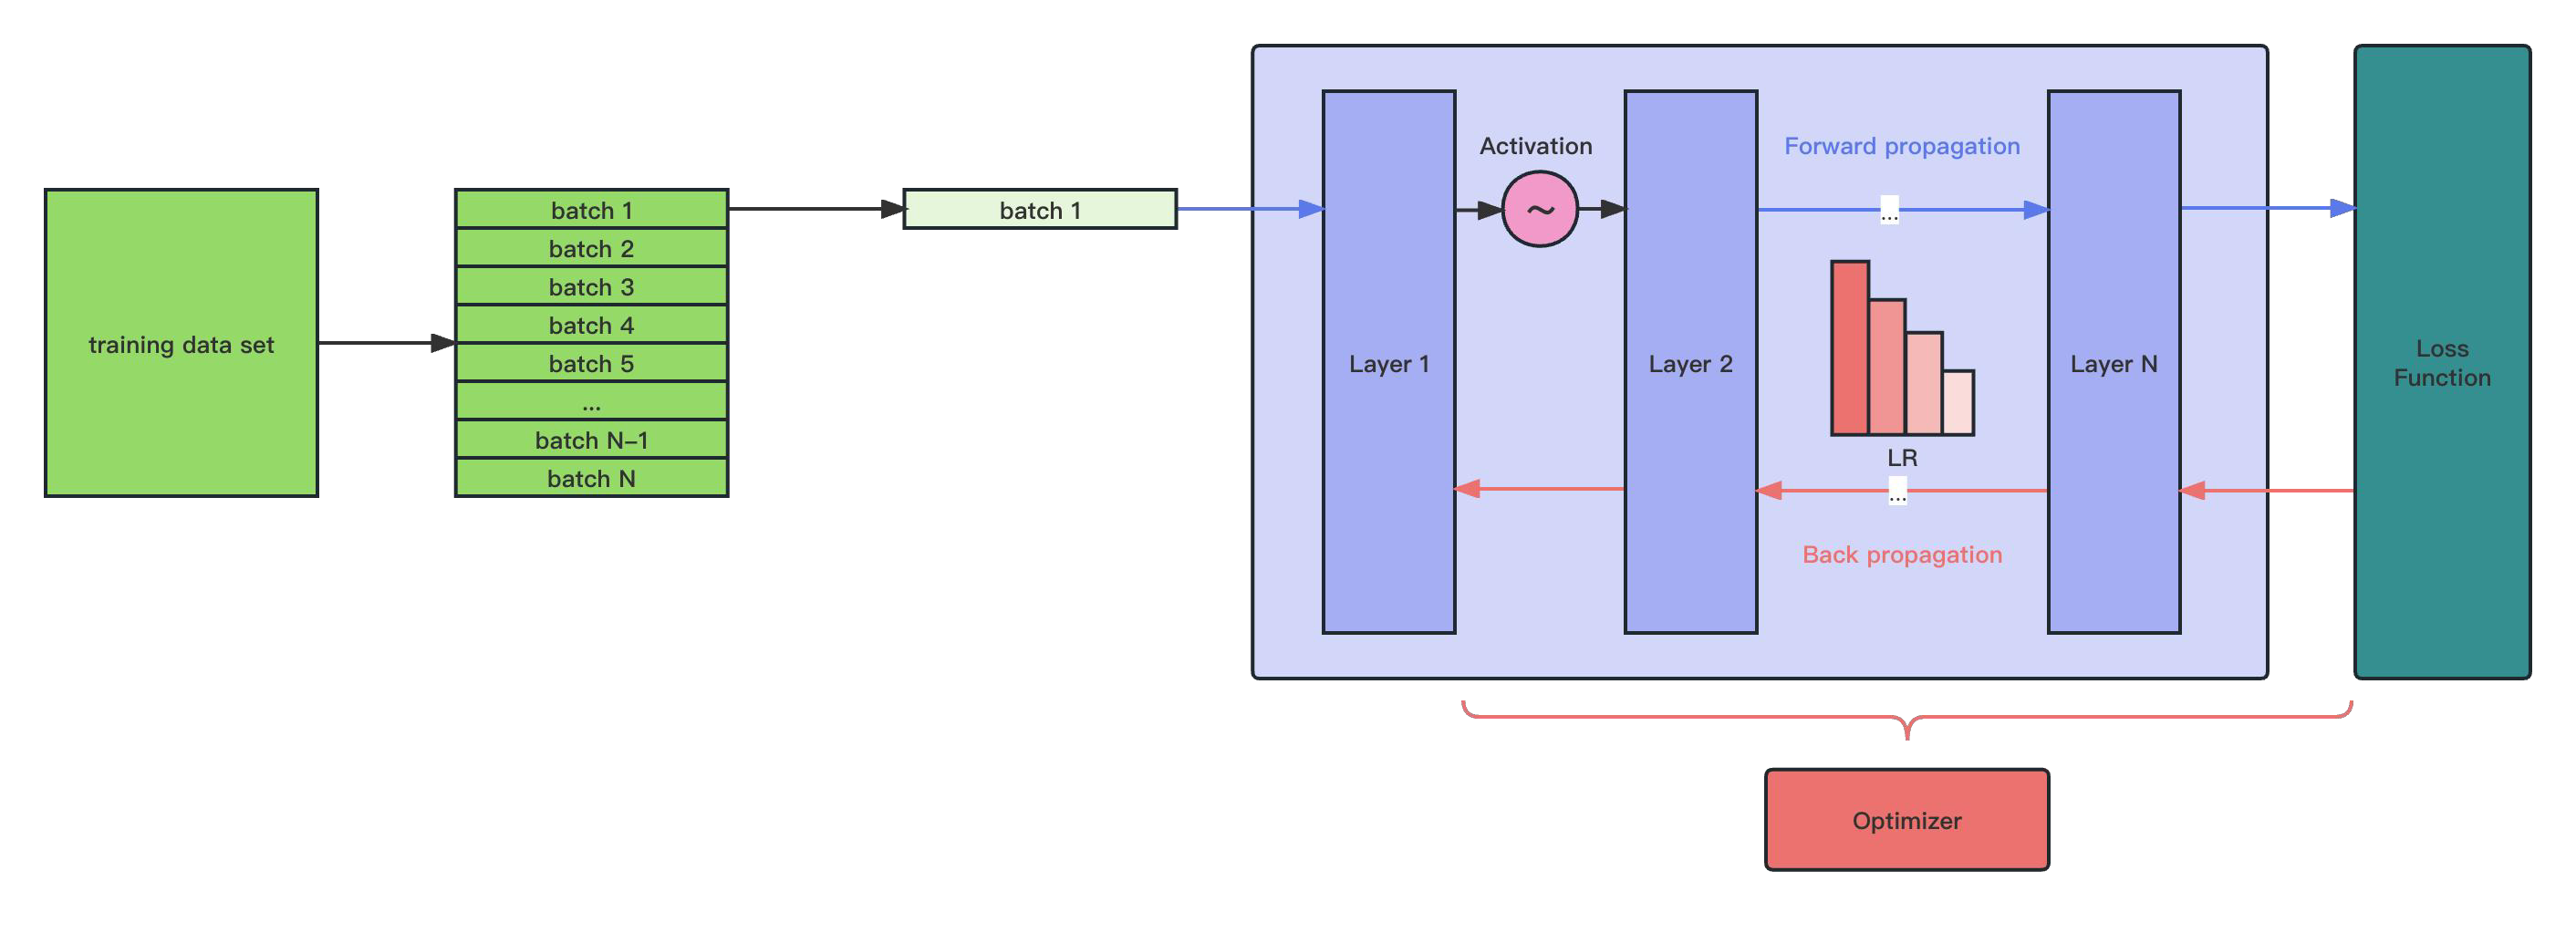 training data set
batch 1
batch 2
batch 3
batch 4
batch 5
...
batch N-1
batch N
batch 1
Layer 1
Activation
~
Layer 2
Forward propagation
...
LR
...
Back propagation
Layer N
Loss
Function
Optimizer